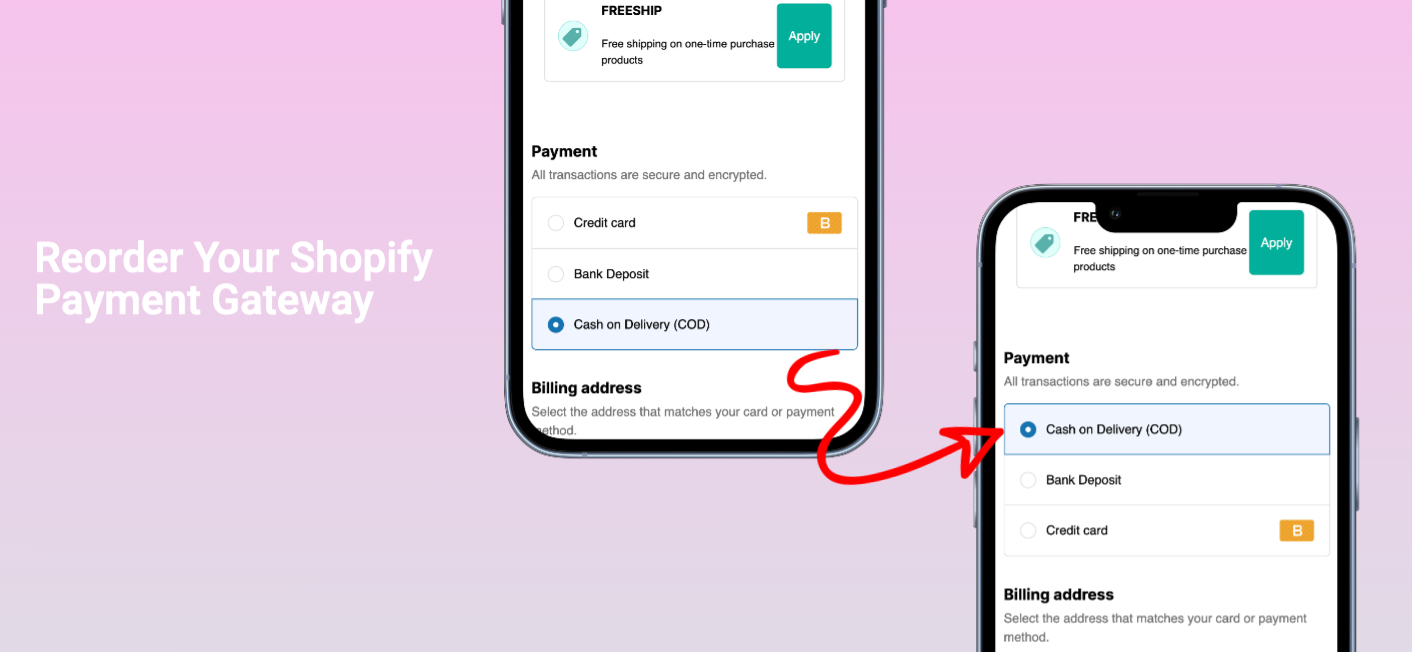 Reorder Your Shopify
Payment Gateway
FREESHIP
Free shipping on one-time purchase
products
Apply
Payment
All transactions are secure and encrypted.
Credit card
B
Bank Deposit
Cash on Delivery (COD)
Billing address
Select the address that matches your card or payment
method.
FREE
Free shipping on one-time purchase
products
Apply
Payment
All transactions are secure and encrypted.
Cash on Delivery (COD)
Bank Deposit
Credit card
B
Billing address
Select the address that matches your card or payment
method.